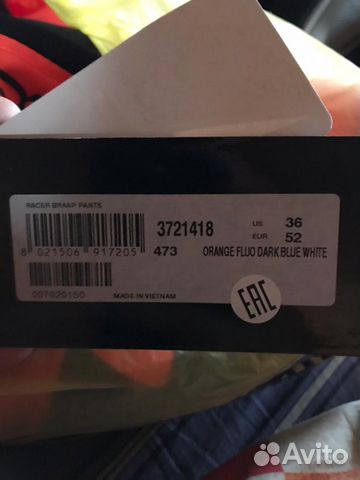 RACER BRAAP PANTS
3721418
US 36
EUR 52
8 021506 917205
473
ORANGE FLUO DARK BLUE WHITE
007020150
MADE IN VIETNAM
EAC
Avito